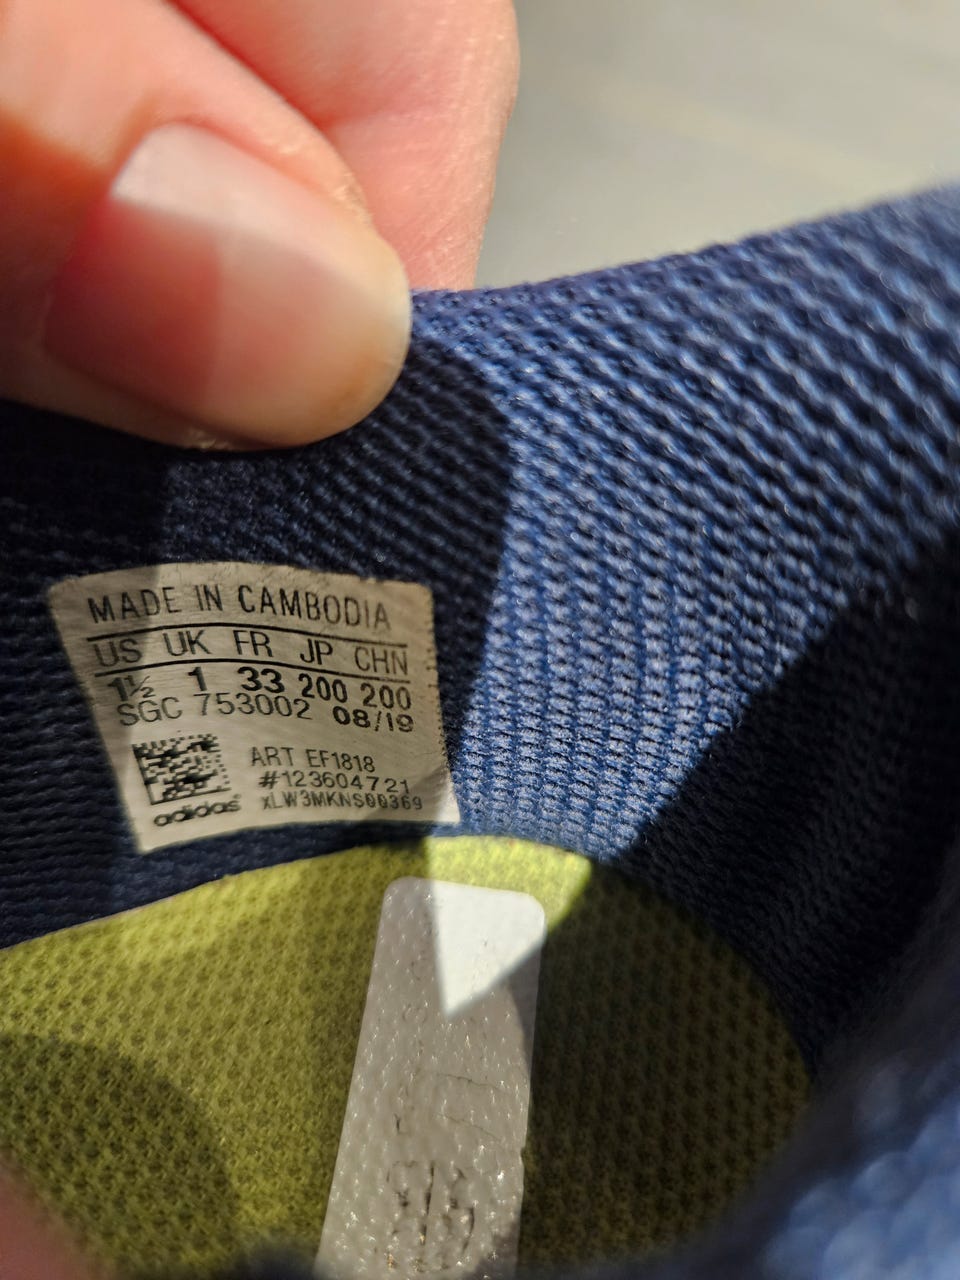 MADE IN CAMBODIA
US UK FR JP CHN
1½ 1 33 200 200
SGC 753002 08/19
ART EF1818
#123604721
xLW3MKNS00369
adidas